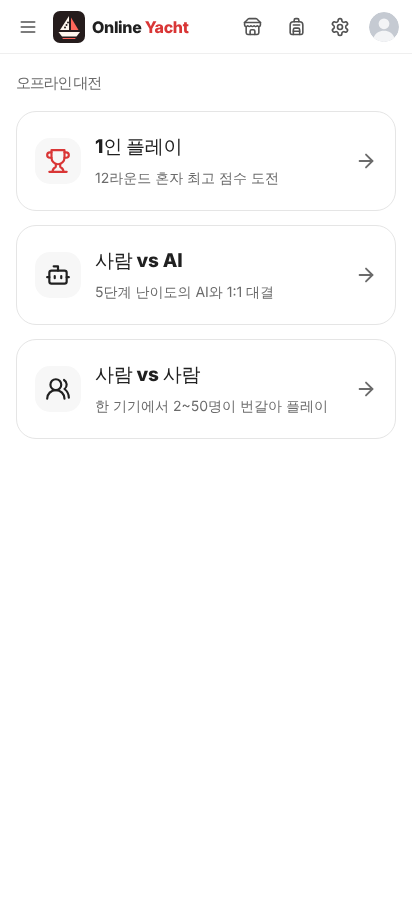 Online Yacht
오프라인 대전
1인 플레이
12라운드 혼자 최고 점수 도전
사람 vs AI
5단계 난이도의 AI와 1:1 대결
사람 vs 사람
한 기기에서 2~50명이 번갈아 플레이